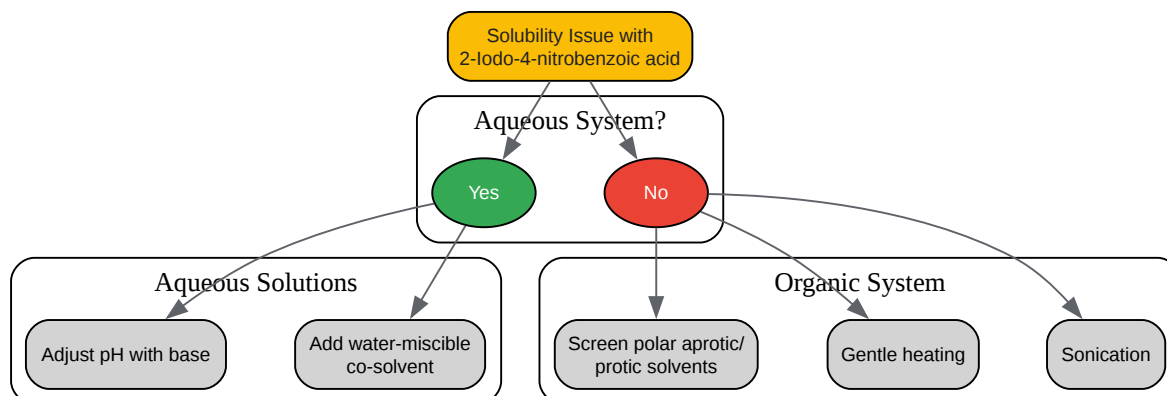 Solubility Issue with
2-Iodo-4-nitrobenzoic acid
Aqueous System?
Yes
No
Aqueous Solutions
Organic System
Adjust pH with base
Add water-miscible
co-solvent
Screen polar aprotic/
protic solvents
Gentle heating
Sonication